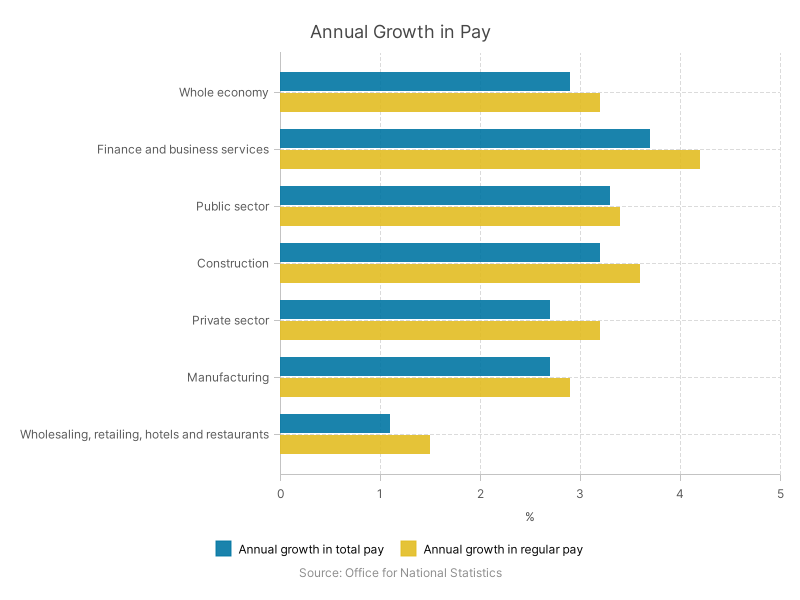 Annual Growth in Pay
Whole economy
Finance and business services
Public sector
Construction
Private sector
Manufacturing
Wholesaling, retailing, hotels and restaurants
0 1 2 3 4 5
%
Annual growth in total pay Annual growth in regular pay
Source: Office for National Statistics